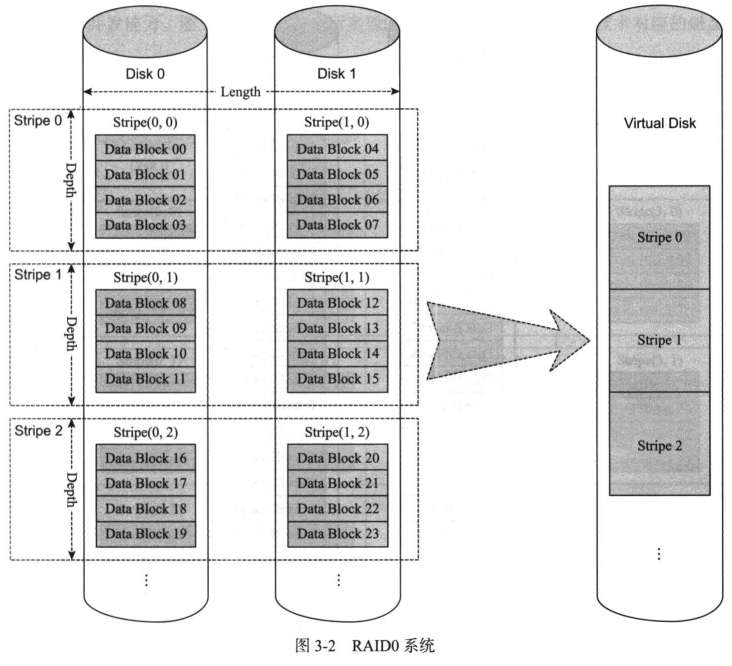 Disk 0
Disk 1
Length
Stripe 0
Depth
Stripe(0, 0)
Data Block 00
Data Block 01
Data Block 02
Data Block 03
Stripe(1, 0)
Data Block 04
Data Block 05
Data Block 06
Data Block 07
Stripe 1
Depth
Stripe(0, 1)
Data Block 08
Data Block 09
Data Block 10
Data Block 11
Stripe(1, 1)
Data Block 12
Data Block 13
Data Block 14
Data Block 15
Stripe 2
Depth
Stripe(0, 2)
Data Block 16
Data Block 17
Data Block 18
Data Block 19
Stripe(1, 2)
Data Block 20
Data Block 21
Data Block 22
Data Block 23
⋮
⋮
Virtual Disk
Stripe 0
Stripe 1
Stripe 2
⋮
图 3-2 RAID0 系统